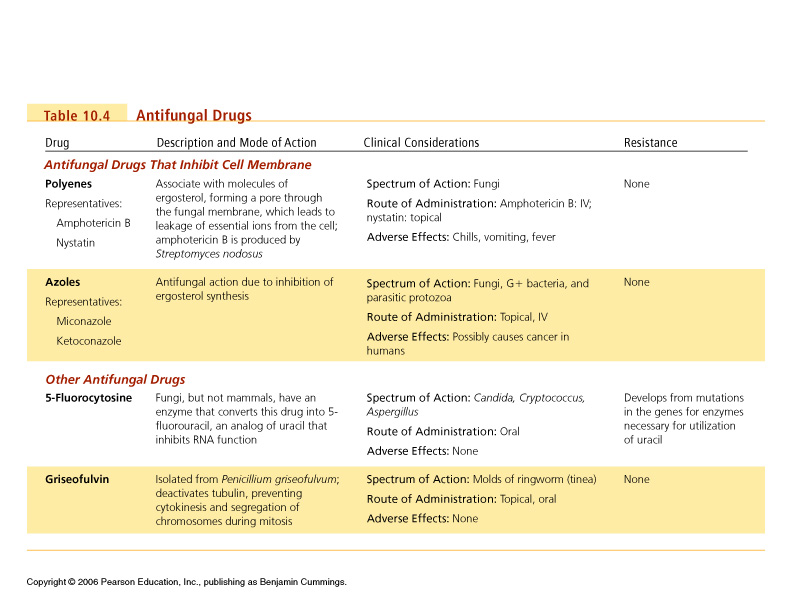 Table 10.4 Antifungal Drugs
Drug Description and Mode of Action Clinical Considerations Resistance
Antifungal Drugs That Inhibit Cell Membrane
Polyenes
Representatives:
Amphotericin B
Nystatin
Associate with molecules of
ergosterol, forming a pore through
the fungal membrane, which leads to
leakage of essential ions from the cell;
amphotericin B is produced by
Streptomyces nodosus
Spectrum of Action: Fungi
Route of Administration: Amphotericin B: IV;
nystatin: topical
Adverse Effects: Chills, vomiting, fever
None
Azoles
Representatives:
Miconazole
Ketoconazole
Antifungal action due to inhibition of
ergosterol synthesis
Spectrum of Action: Fungi, G+ bacteria, and
parasitic protozoa
Route of Administration: Topical, IV
Adverse Effects: Possibly causes cancer in
humans
None
Other Antifungal Drugs
5-Fluorocytosine
Fungi, but not mammals, have an
enzyme that converts this drug into 5-
fluorouracil, an analog of uracil that
inhibits RNA function
Spectrum of Action: Candida, Cryptococcus,
Aspergillus
Route of Administration: Oral
Adverse Effects: None
Develops from mutations
in the genes for enzymes
necessary for utilization
of uracil
Griseofulvin
Isolated from Penicillium griseofulvum;
deactivates tubulin, preventing
cytokinesis and segregation of
chromosomes during mitosis
Spectrum of Action: Molds of ringworm (tinea)
Route of Administration: Topical, oral
Adverse Effects: None
None
Copyright © 2006 Pearson Education, Inc., publishing as Benjamin Cummings.